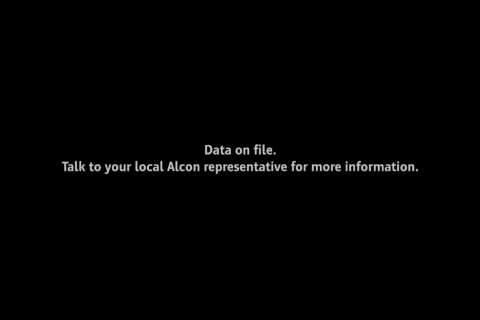 Data on file.
Talk to your local Alcon representative for more information.